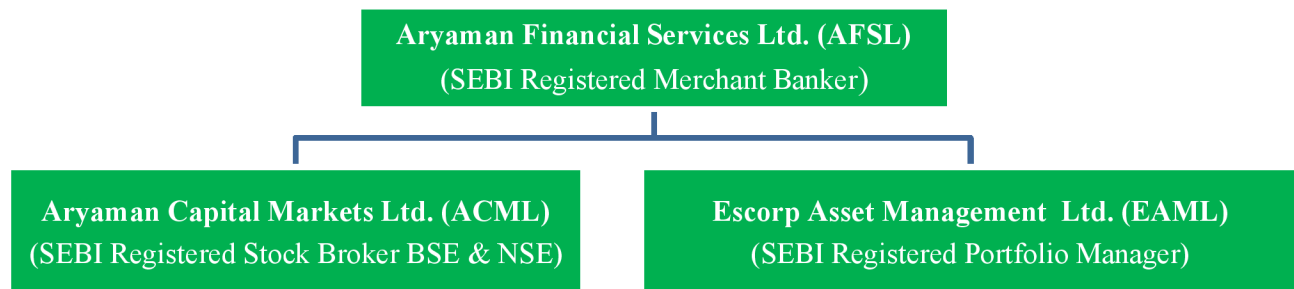 Aryaman Financial Services Ltd. (AFSL)
(SEBI Registered Merchant Banker)
Aryaman Capital Markets Ltd. (ACML)
(SEBI Registered Stock Broker BSE & NSE)
Escorp Asset Management  Ltd. (EAML)
(SEBI Registered Portfolio Manager)